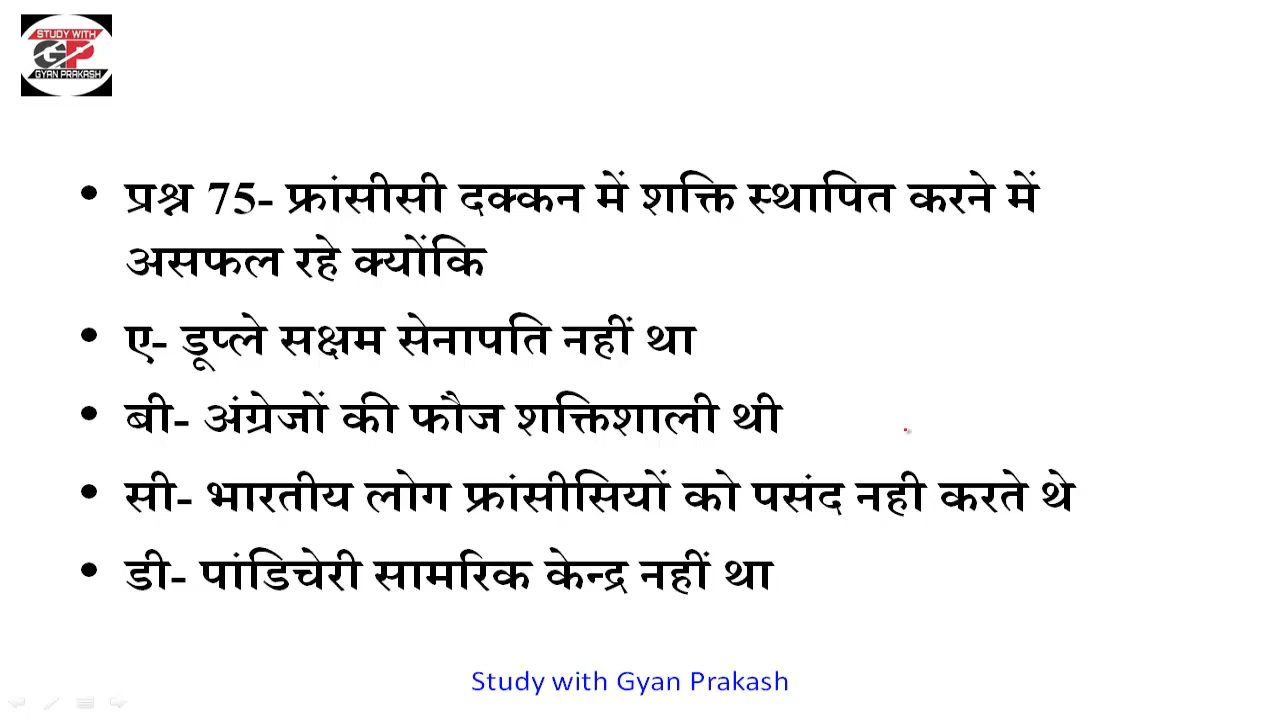 STUDY WITH
GP
GYAN PRAKASH
• प्रश्न 75- फ्रांसीसी दक्कन में शक्ति स्थापित करने में
असफल रहे क्योंकि
• ए- डूप्ले सक्षम सेनापति नहीं था
• बी- अंग्रेजों की फौज शक्तिशाली थी
• सी- भारतीय लोग फ्रांसीसियों को पसंद नही करते थे
• डी- पांडिचेरी सामरिक केन्द्र नहीं था
Study with Gyan Prakash